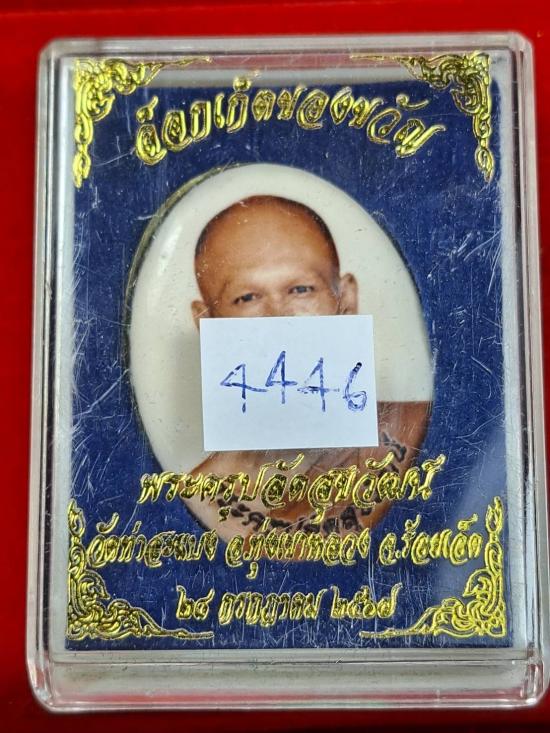 ล็อกเก็ตของขวัญ
4446
พระครูปลัดสุชีวัฒน์
วัดท่าสะแบง อ.ทุ่งเขาหลวง จ.ร้อยเอ็ด
๒๔ กรกฎาคม ๒๕๖๗